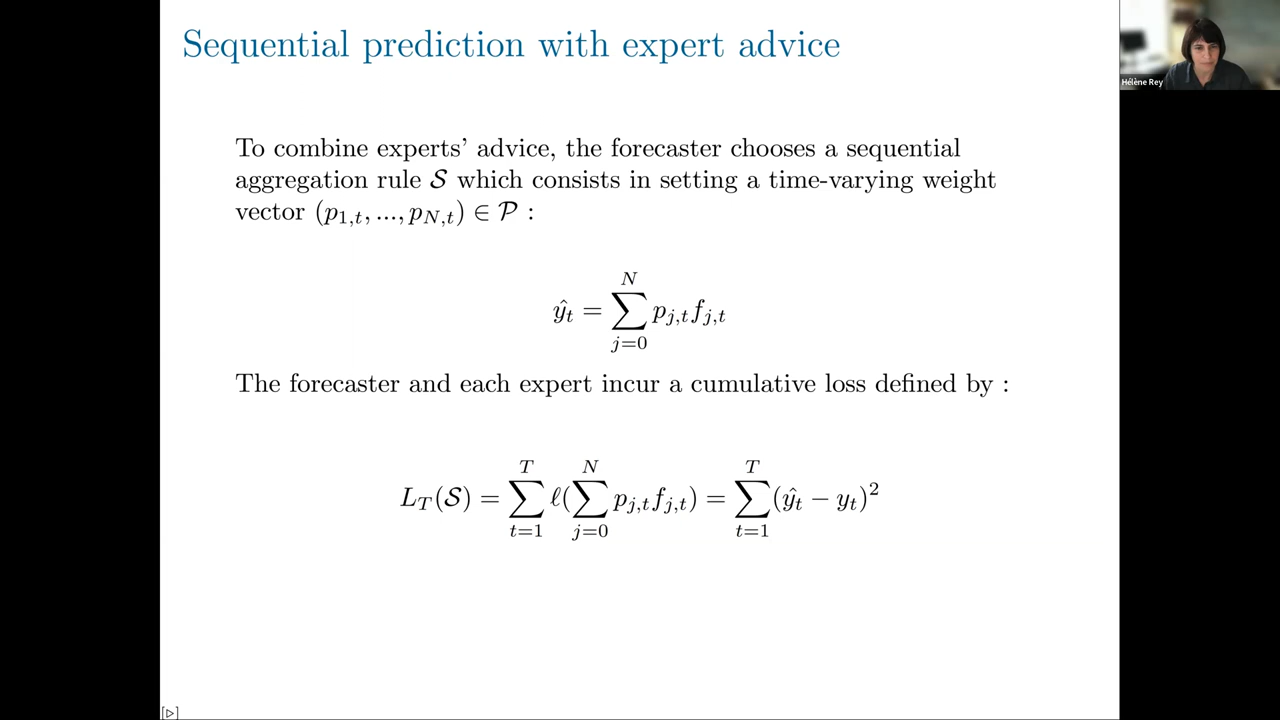 Sequential prediction with expert advice
Hélène Rey
To combine experts' advice, the forecaster chooses a sequential
aggregation rule 𝒮 which consists in setting a time-varying weight
vector (p_{1,t}, ..., p_{N,t}) ∈ 𝒫 :
ŷ_t = ∑_{j=0}^{N} p_{j,t} f_{j,t}
The forecaster and each expert incur a cumulative loss defined by :
L_T(𝒮) = ∑_{t=1}^{T} ℓ(∑_{j=0}^{N} p_{j,t} f_{j,t}) = ∑_{t=1}^{T} (ŷ_t − y_t)^2